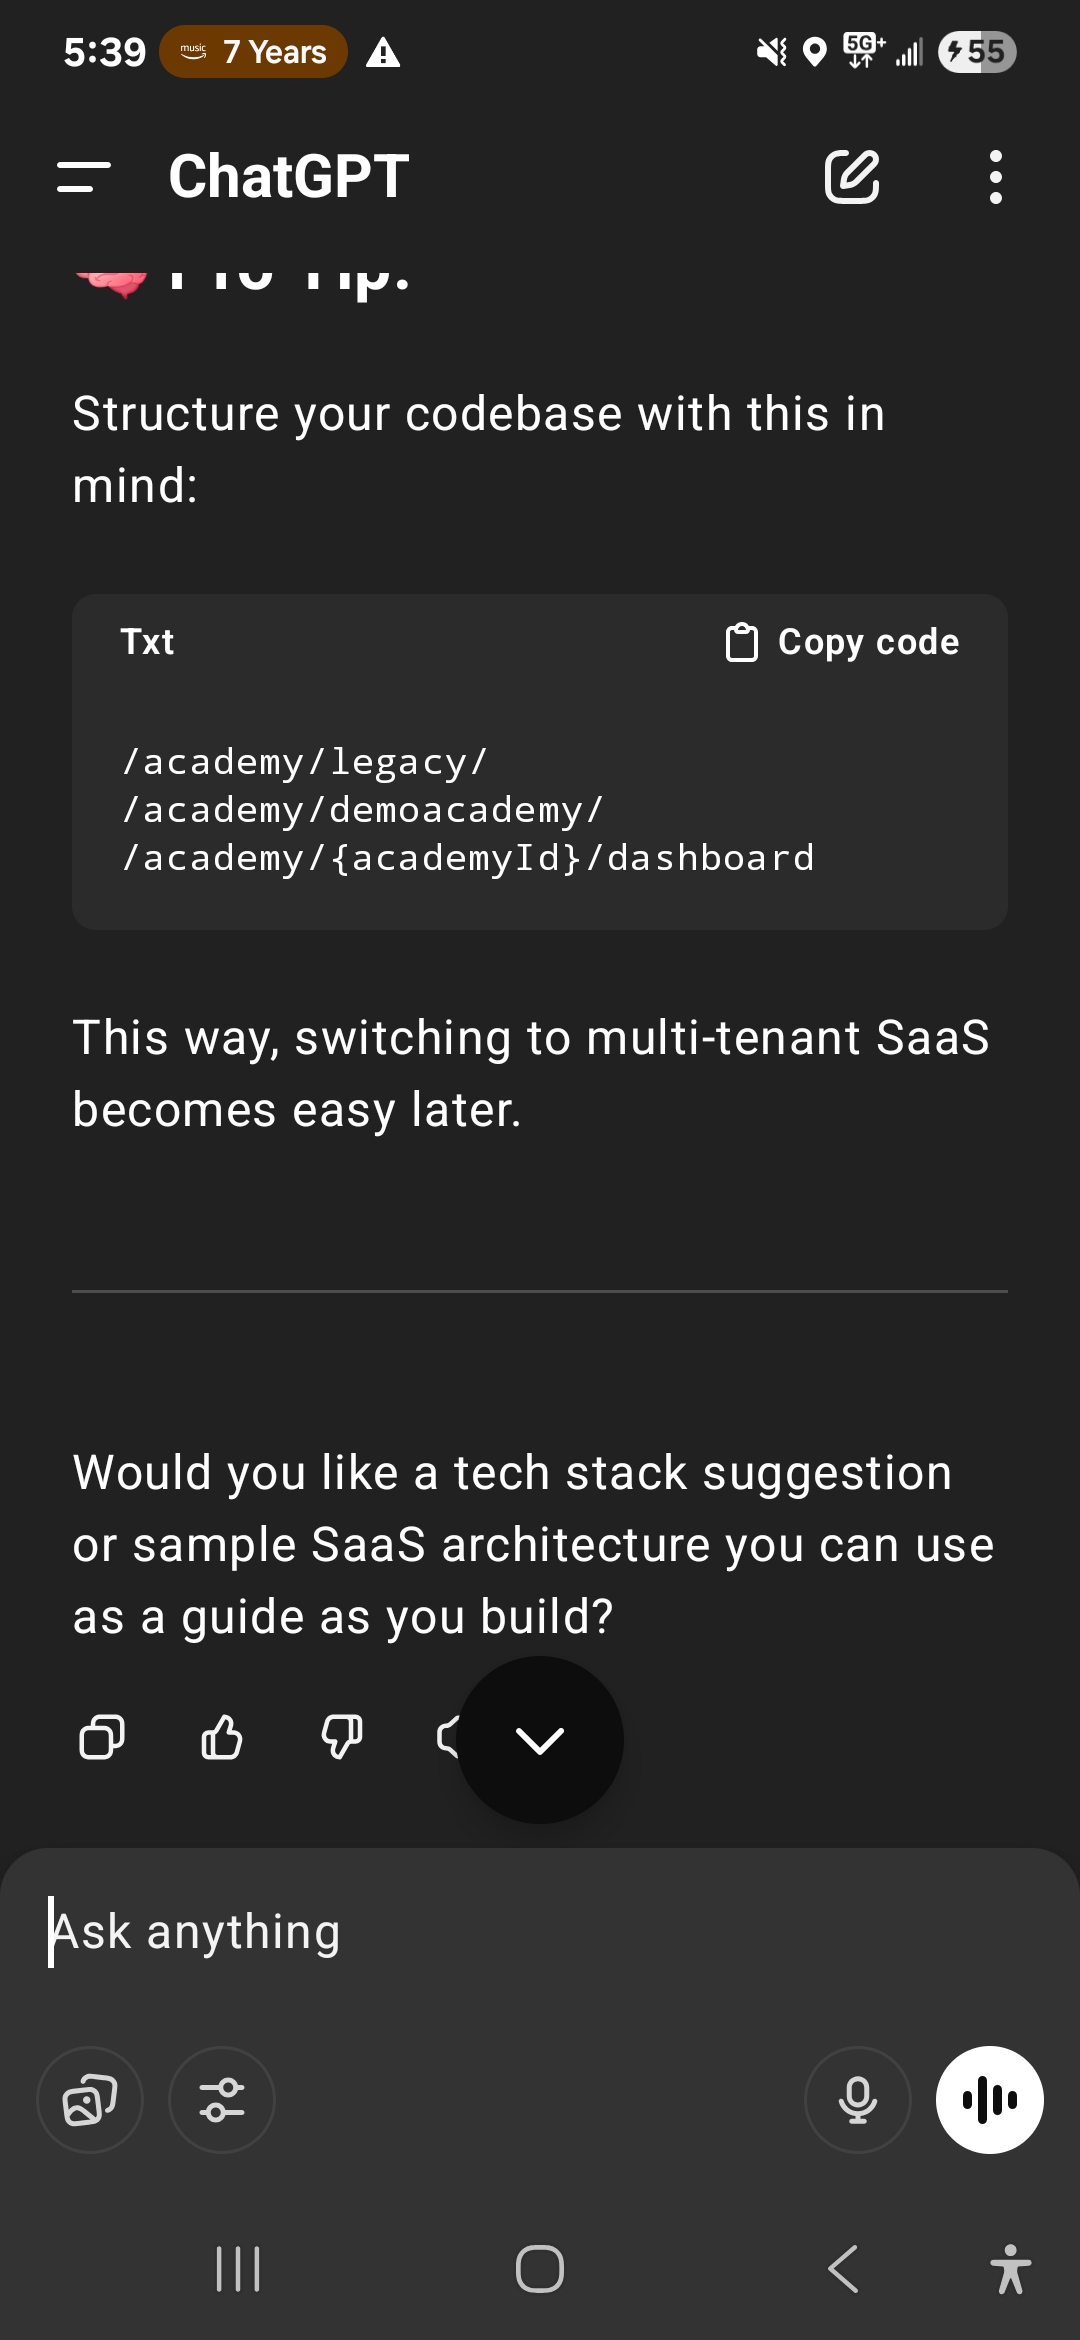 5:39 music 7 Years 5G+ 55
ChatGPT
Pro Tip:
Structure your codebase with this in
mind:
Txt Copy code
/academy/legacy/
/academy/demoacademy/
/academy/{academyId}/dashboard
This way, switching to multi-tenant SaaS
becomes easy later.
Would you like a tech stack suggestion
or sample SaaS architecture you can use
as a guide as you build?
Ask anything